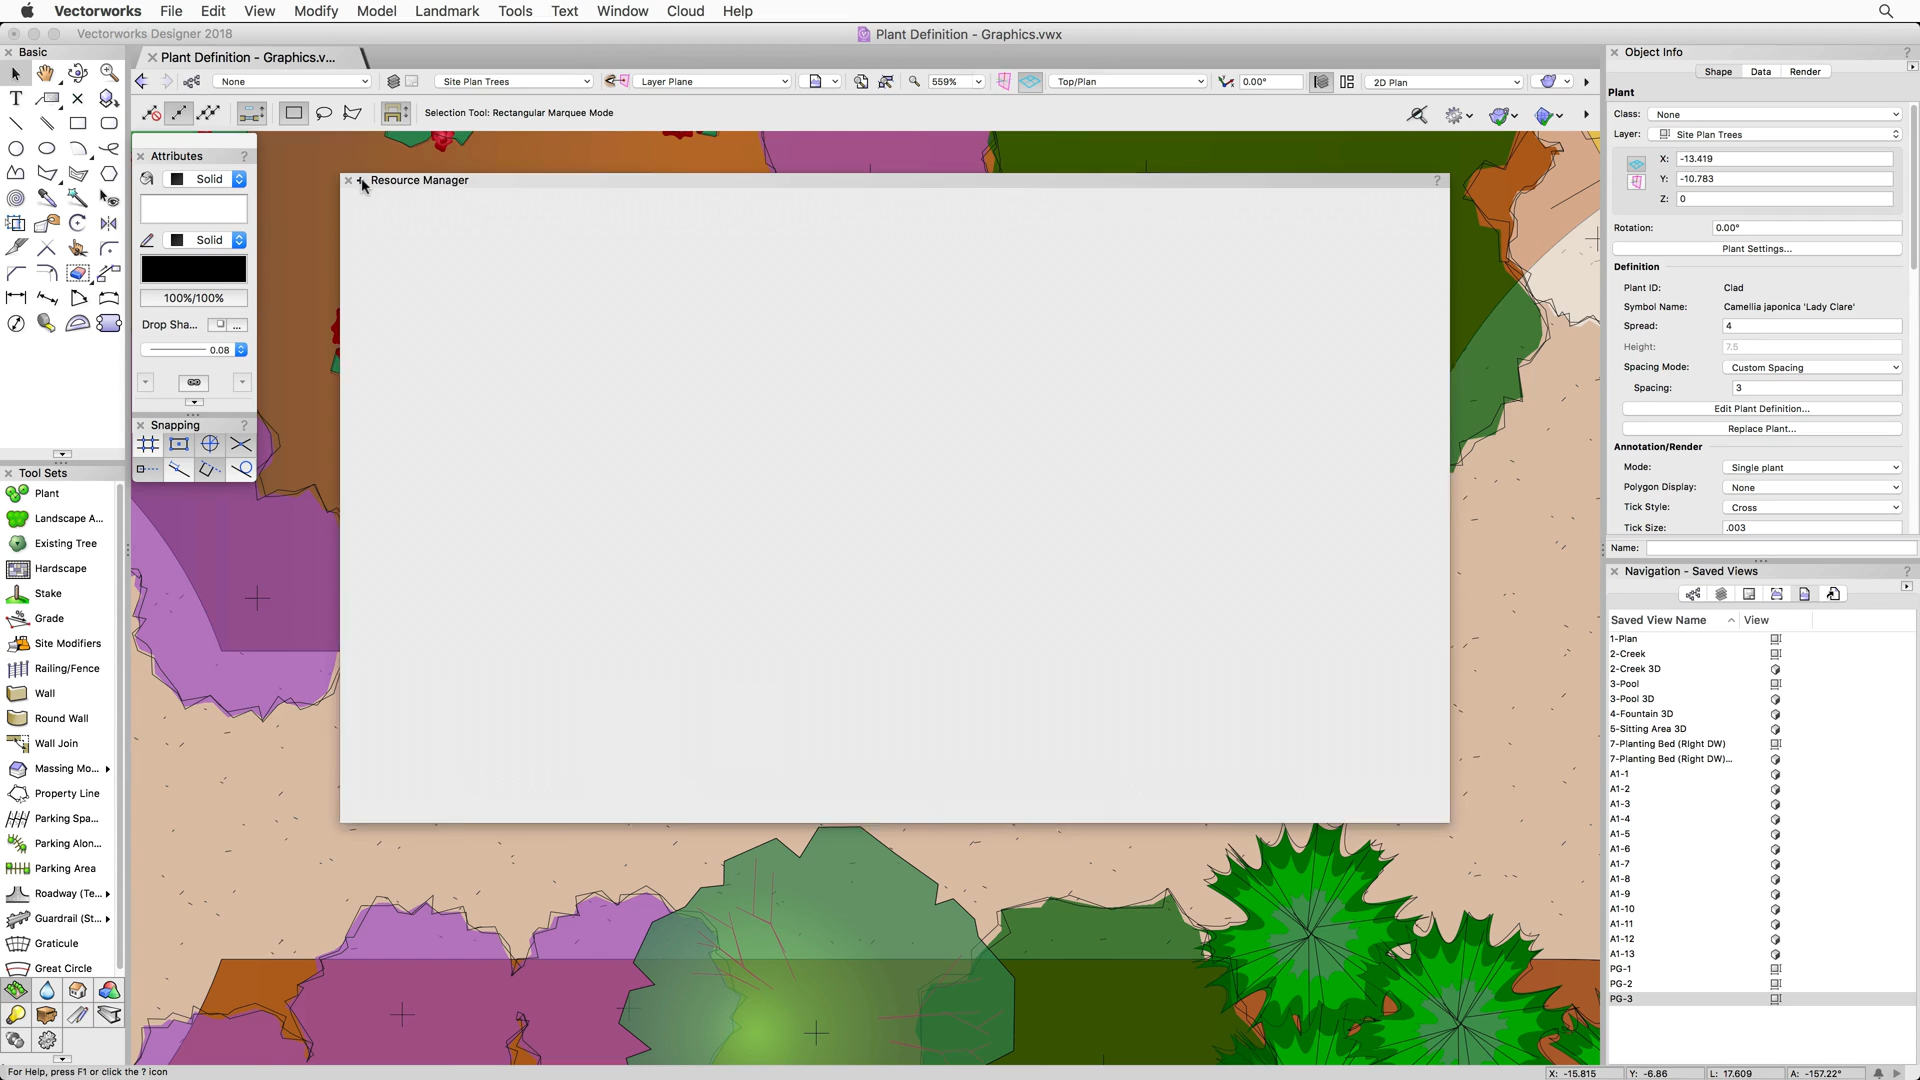 Vectorworks File Edit View Modify Model Landmark Tools Text Window Cloud Help
Vectorworks Designer 2018
Plant Definition - Graphics.vwx
Basic
Plant Definition - Graphics.v...
None
Site Plan Trees
Layer Plane
559%
Top/Plan
0.00°
2D Plan
Selection Tool: Rectangular Marquee Mode
Attributes ?
Solid
Solid
100%/100%
Drop Sha... ...
0.08
Snapping ?
Tool Sets
Plant
Landscape A...
Existing Tree
Hardscape
Stake
Grade
Site Modifiers
Railing/Fence
Wall
Round Wall
Wall Join
Massing Mo...
Property Line
Parking Spa...
Parking Alon...
Parking Area
Roadway (Te...
Guardrail (St...
Graticule
Great Circle
Resource Manager ?
Object Info ?
Shape Data Render
Plant
Class: None
Layer: Site Plan Trees
X: -13.419
Y: -10.783
Z: 0
Rotation: 0.00°
Plant Settings...
Definition
Plant ID: Clad
Symbol Name: Camellia japonica 'Lady Clare'
Spread: 4
Height: 7.5
Spacing Mode: Custom Spacing
Spacing: 3
Edit Plant Definition...
Replace Plant...
Annotation/Render
Mode: Single plant
Polygon Display: None
Tick Style: Cross
Tick Size: .003
Name:
Navigation - Saved Views ?
Saved View Name View
1-Plan
2-Creek
2-Creek 3D
3-Pool
3-Pool 3D
4-Fountain 3D
5-Sitting Area 3D
7-Planting Bed (Right DW)
7-Planting Bed (Right DW)...
A1-1
A1-2
A1-3
A1-4
A1-5
A1-6
A1-7
A1-8
A1-9
A1-10
A1-11
A1-12
A1-13
PG-1
PG-2
PG-3
For Help, press F1 or click the ? icon
X: -15.815 Y: -6.86 L: 17.609 A: -157.22°